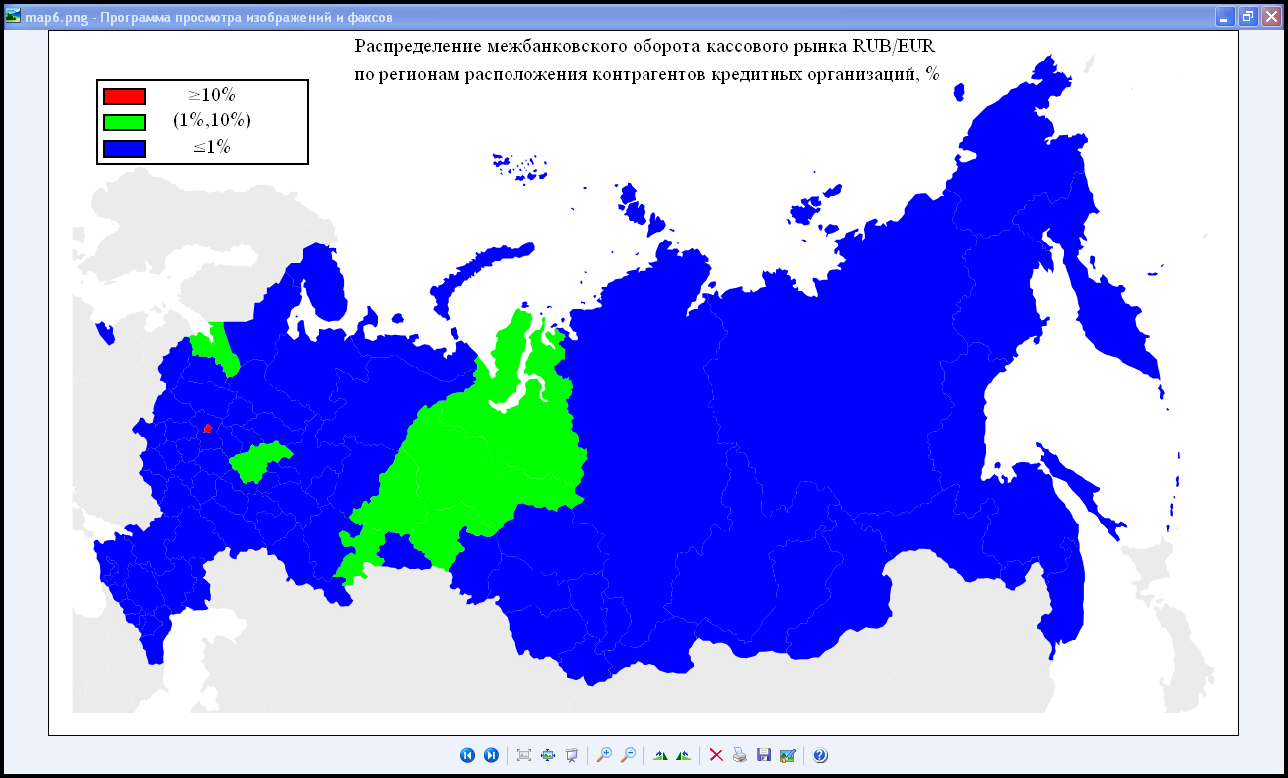 map6.png - Программа просмотра изображений и факсов
Распределение межбанковского оборота кассового рынка RUB/EUR
по регионам расположения контрагентов кредитных организаций, %
≥10%
(1%,10%)
≤1%